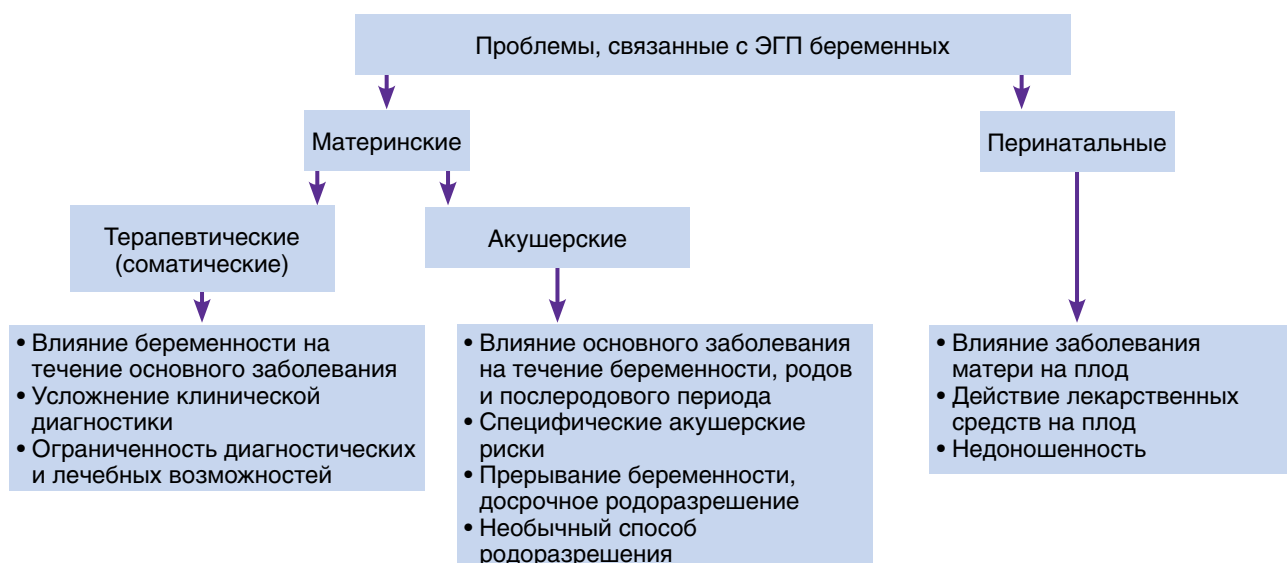 Проблемы, связанные с ЭГП беременных
Материнские
Перинатальные
Терапевтические
(соматические)
Акушерские
• Влияние беременности на
течение основного заболевания
• Усложнение клинической
диагностики
• Ограниченность диагностических
и лечебных возможностей
• Влияние основного заболевания
на течение беременности, родов
и послеродового периода
• Специфические акушерские
риски
• Прерывание беременности,
досрочное родоразрешение
• Необычный способ
родоразрешения
• Влияние заболевания
матери на плод
• Действие лекарственных
средств на плод
• Недоношенность